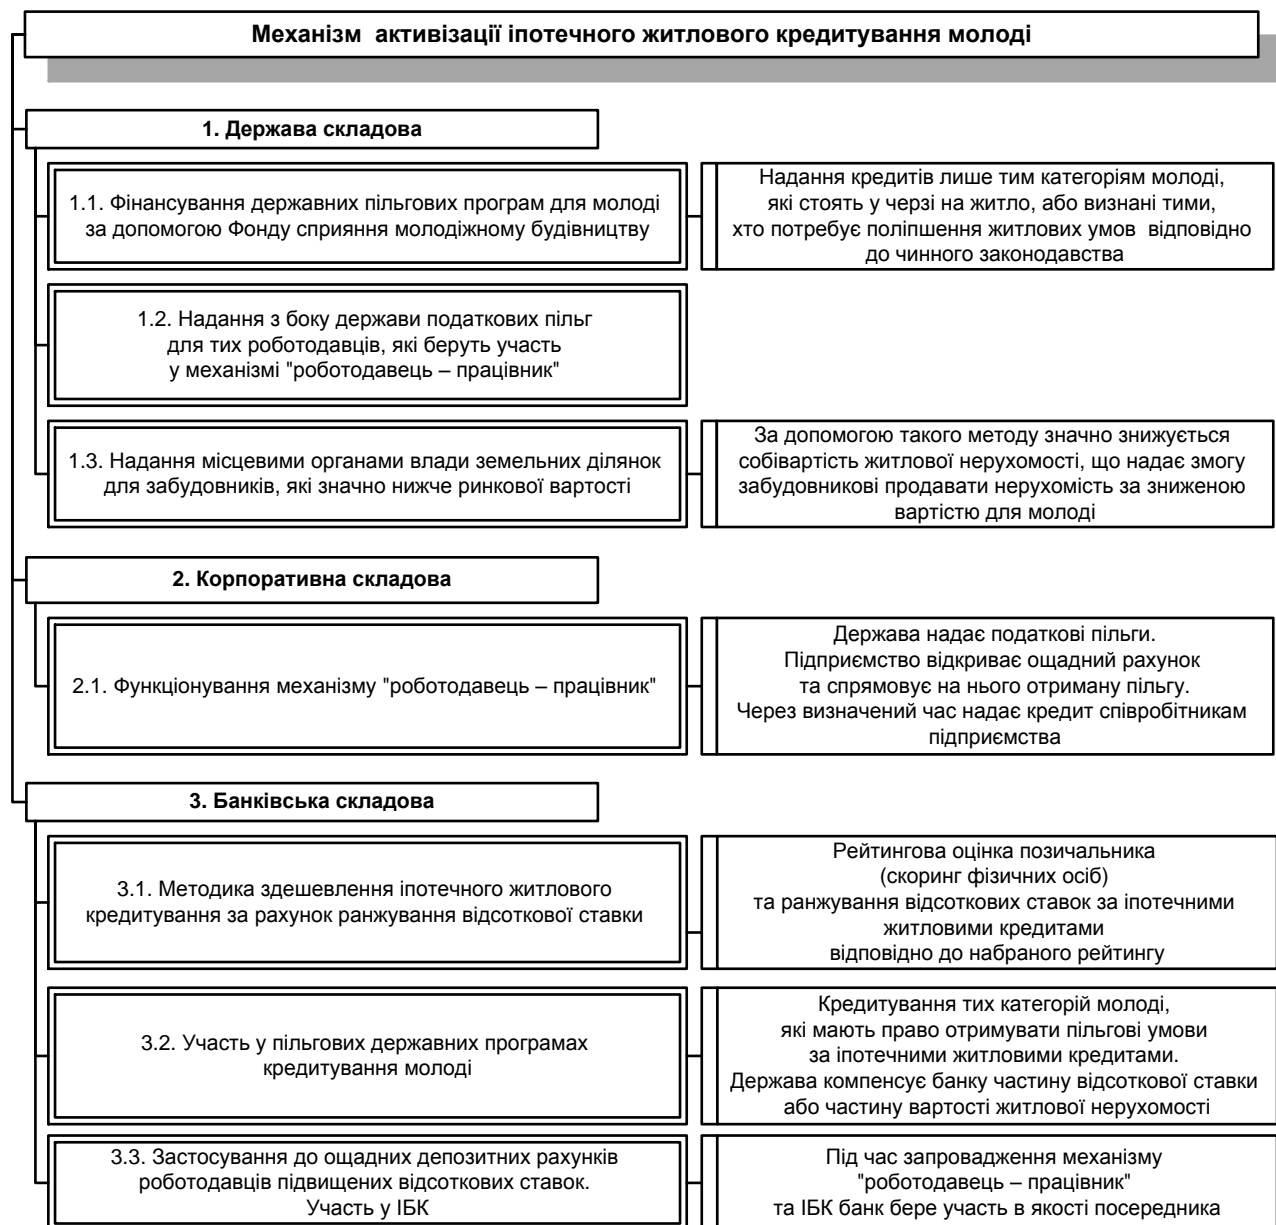 Механізм активізації іпотечного житлового кредитування молоді
1. Держава складова
1.1. Фінансування державних пільгових програм для молоді
за допомогою Фонду сприяння молодіжному будівництву
Надання кредитів лише тим категоріям молоді,
які стоять у черзі на житло, або визнані тими,
хто потребує поліпшення житлових умов відповідно
до чинного законодавства
1.2. Надання з боку держави податкових пільг
для тих роботодавців, які беруть участь
у механізмі "роботодавець – працівник"
1.3. Надання місцевими органами влади земельних ділянок
для забудовників, які значно нижче ринкової вартості
За допомогою такого методу значно знижується
собівартість житлової нерухомості, що надає змогу
забудовникові продавати нерухомість за зниженою
вартістю для молоді
2. Корпоративна складова
2.1. Функціонування механізму "роботодавець – працівник"
Держава надає податкові пільги.
Підприємство відкриває ощадний рахунок
та спрямовує на нього отриману пільгу.
Через визначений час надає кредит співробітникам
підприємства
3. Банківська складова
3.1. Методика здешевлення іпотечного житлового
кредитування за рахунок ранжування відсоткової ставки
Рейтингова оцінка позичальника
(скоринг фізичних осіб)
та ранжування відсоткових ставок за іпотечними
житловими кредитами
відповідно до набраного рейтингу
3.2. Участь у пільгових державних програмах
кредитування молоді
Кредитування тих категорій молоді,
які мають право отримувати пільгові умови
за іпотечними житловими кредитами.
Держава компенсує банку частину відсоткової ставки
або частину вартості житлової нерухомості
3.3. Застосування до ощадних депозитних рахунків
роботодавців підвищених відсоткових ставок.
Участь у ІБК
Під час запровадження механізму
"роботодавець – працівник"
та ІБК банк бере участь в якості посередника